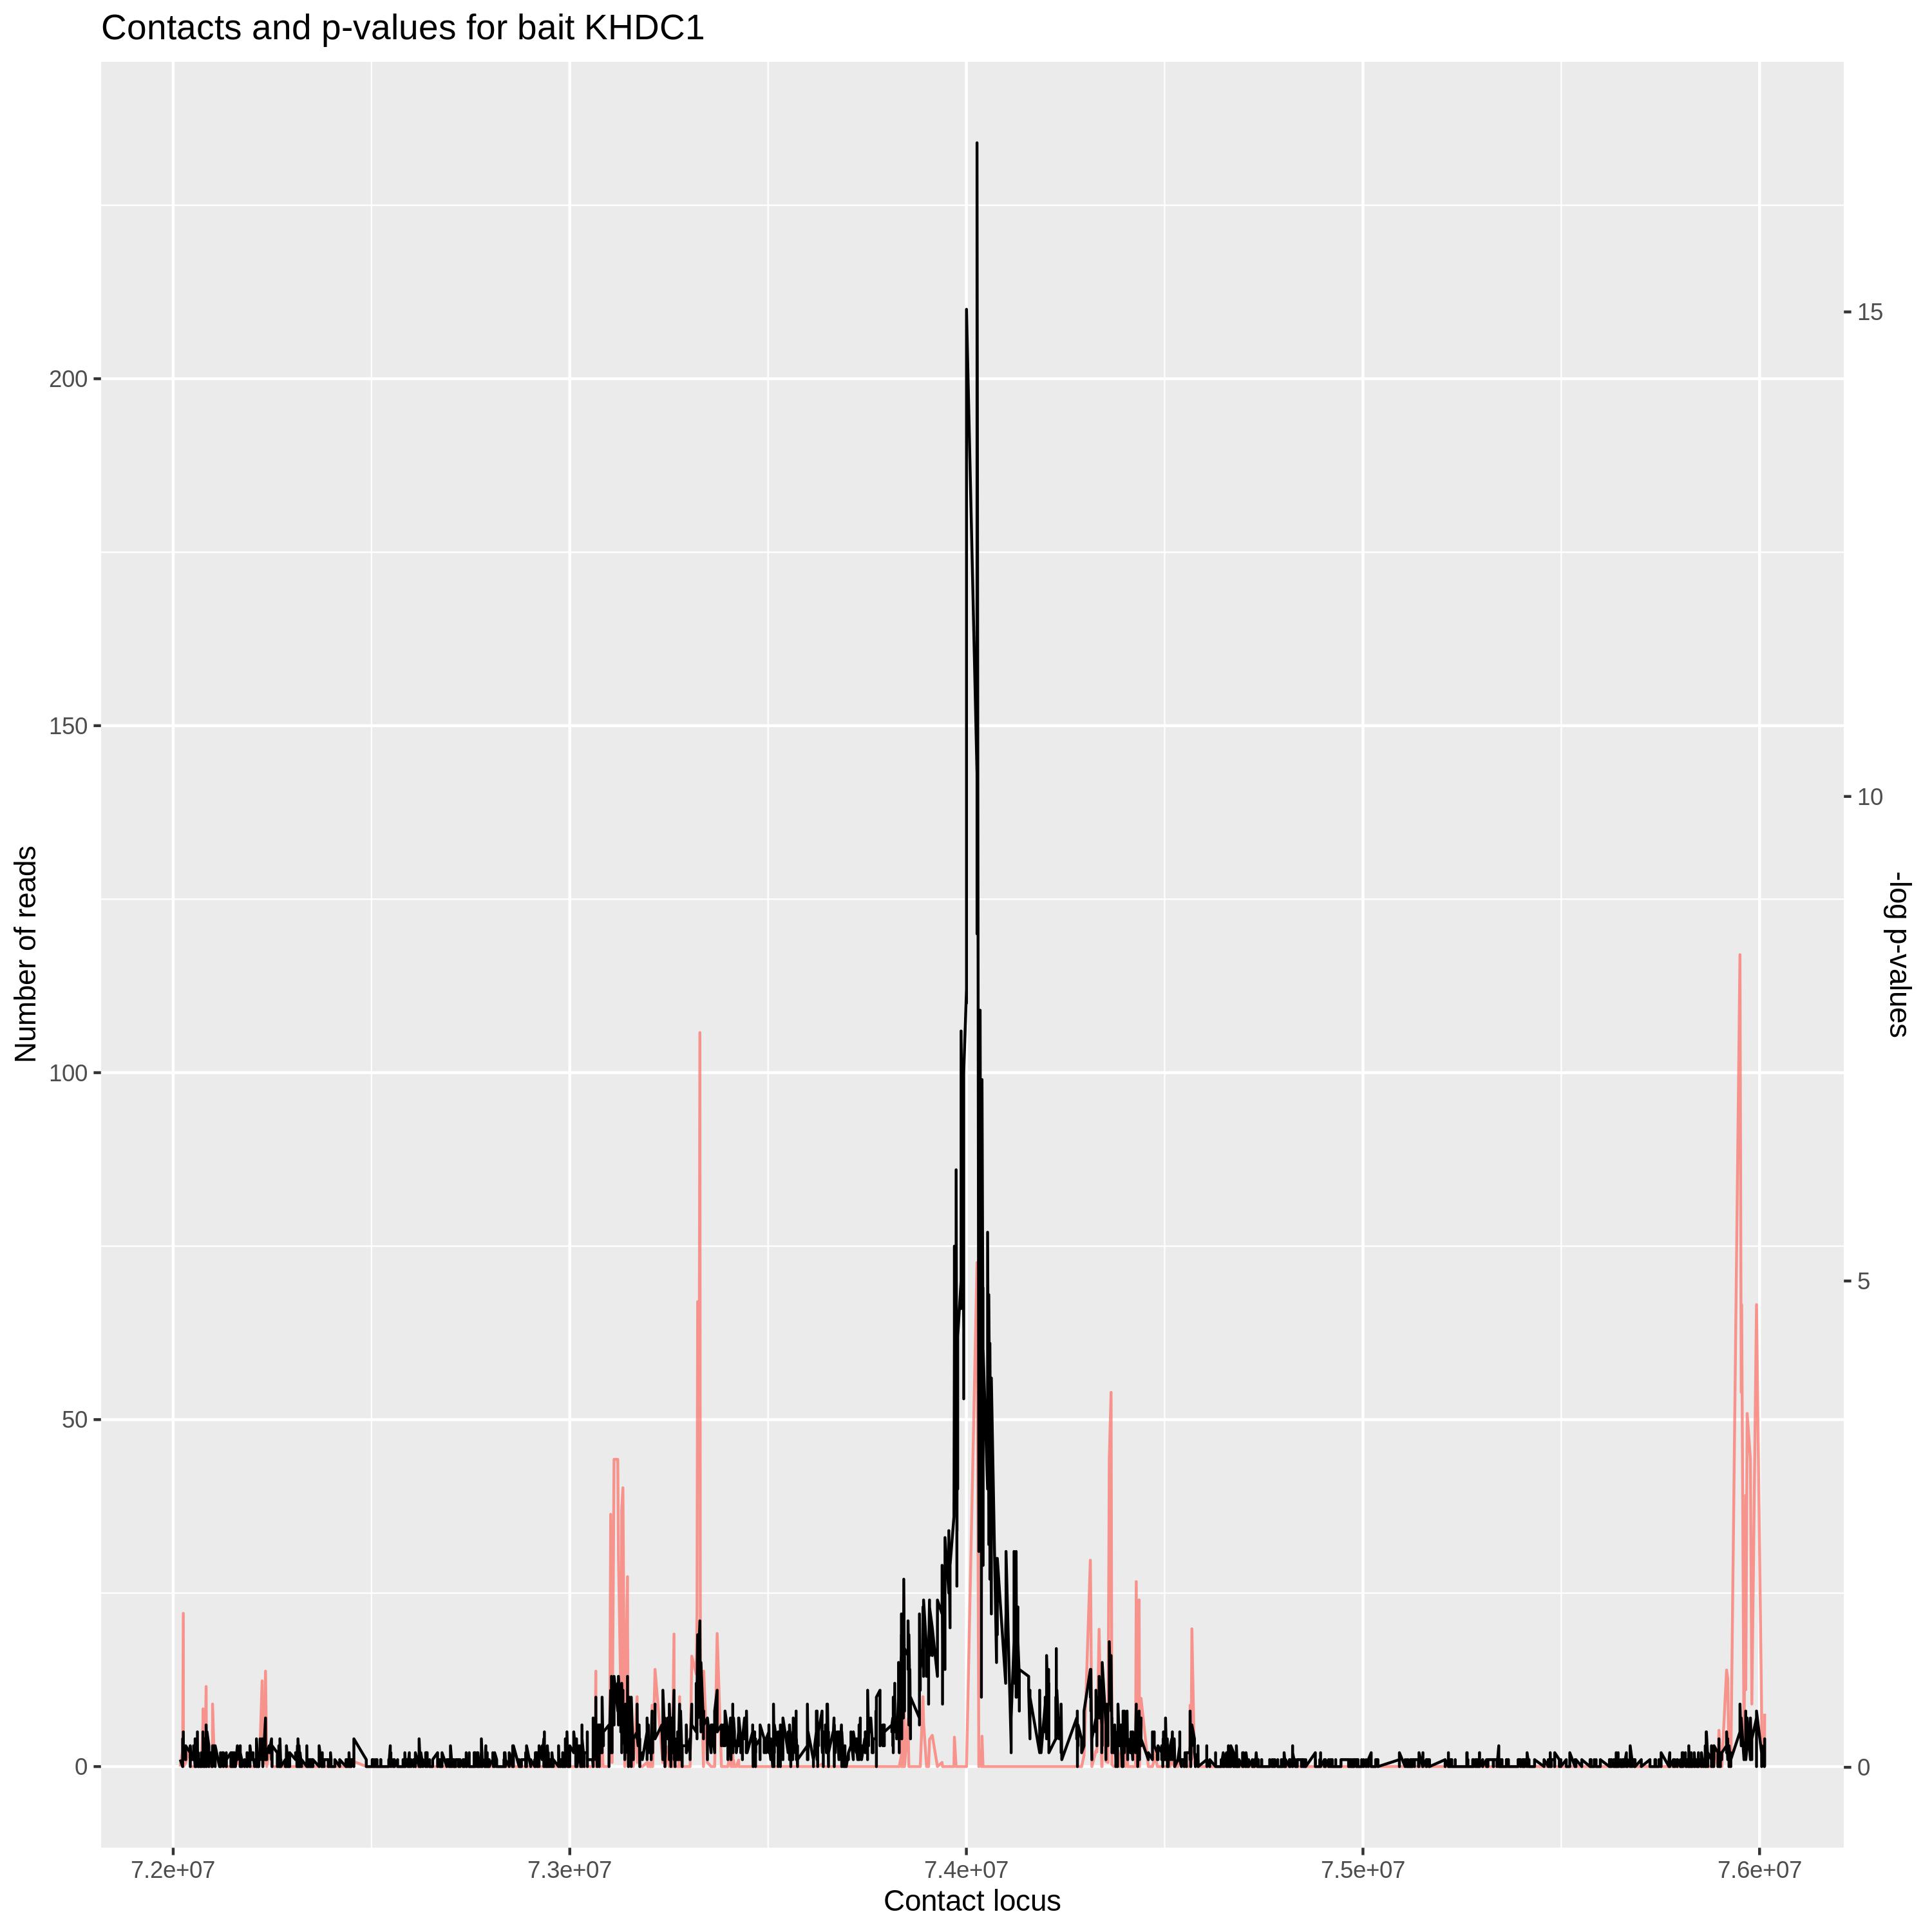 Contacts and p-values for bait KHDC1
200
150
100
50
0
15
10
5
0
Number of reads
-log p-values
7.2e+07 7.3e+07 7.4e+07 7.5e+07 7.6e+07
Contact locus